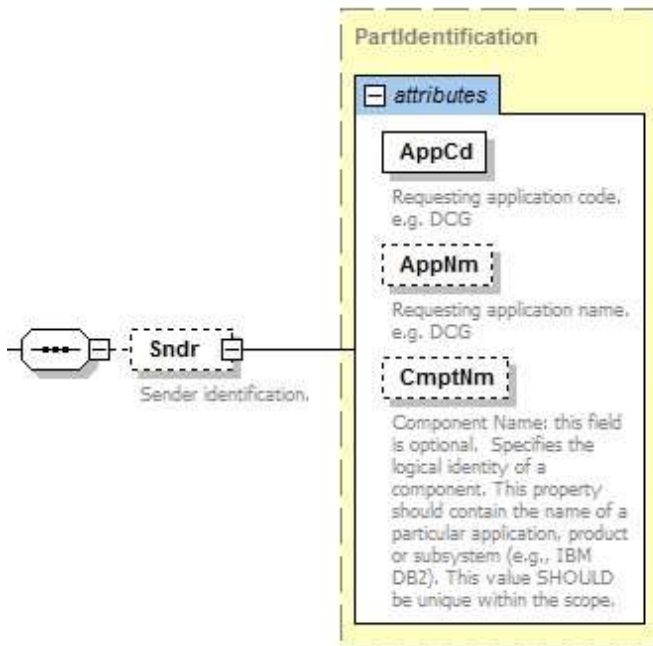 PartIdentification
attributes
AppCd
Requesting application code.
e.g. DCG
AppNm
Requesting application name.
e.g. DCG
Sndr
Sender identification.
CmptNm
Component Name: this field
is optional.  Specifies the
logical identity of a
component. This property
should contain the name of a
particular application, product
or subsystem (e.g., IBM
DB2). This value SHOULD
be unique within the scope.